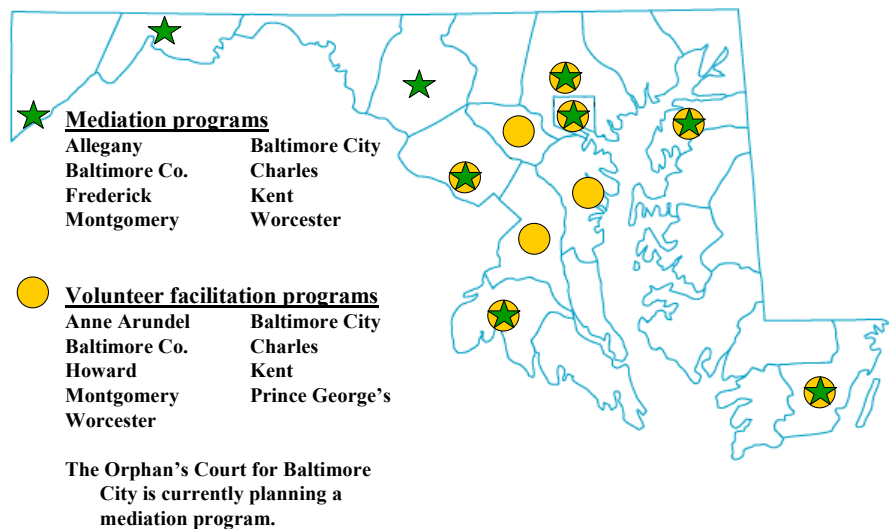 Mediation programs
Allegany Baltimore City
Baltimore Co. Charles
Frederick Kent
Montgomery Worcester
Volunteer facilitation programs
Anne Arundel Baltimore City
Baltimore Co. Charles
Howard Kent
Montgomery Prince George’s
Worcester
The Orphan’s Court for Baltimore
City is currently planning a
mediation program.